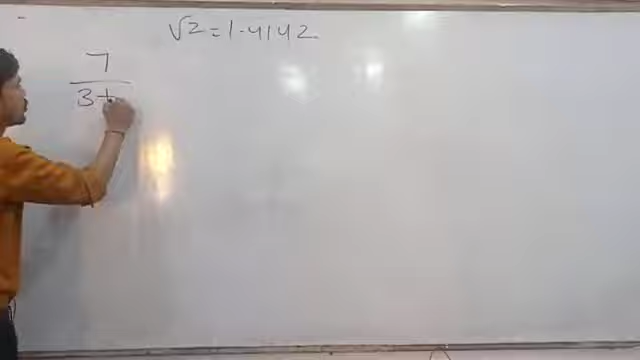 √2 = 1.4142
7
3+